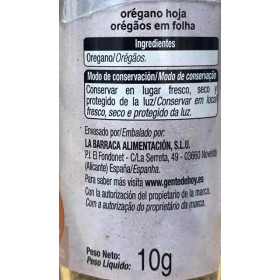 orégano hoja
orégãos em folha
Ingredientes
Oregano/Orégãos.
Modo de conservación/Modo de conservação
Conservar en lugar fresco, seco y
protegido de la luz/Conservar em local
fresco, seco e protegido da luz.
Envasado por/Embalado por:
LA BARRACA ALIMENTACIÓN, S.L.U.
P.I. El Fondonet - C/La Serreta, 49 - 03660 Novelda
(Alicante) España/Espanha.
Para saber más visita www.gentedehoy.es
Con la autorización del propietario de la marca.
Com a autorização do proprietário da marca.
Peso Neto:
Peso Líquido: 10g